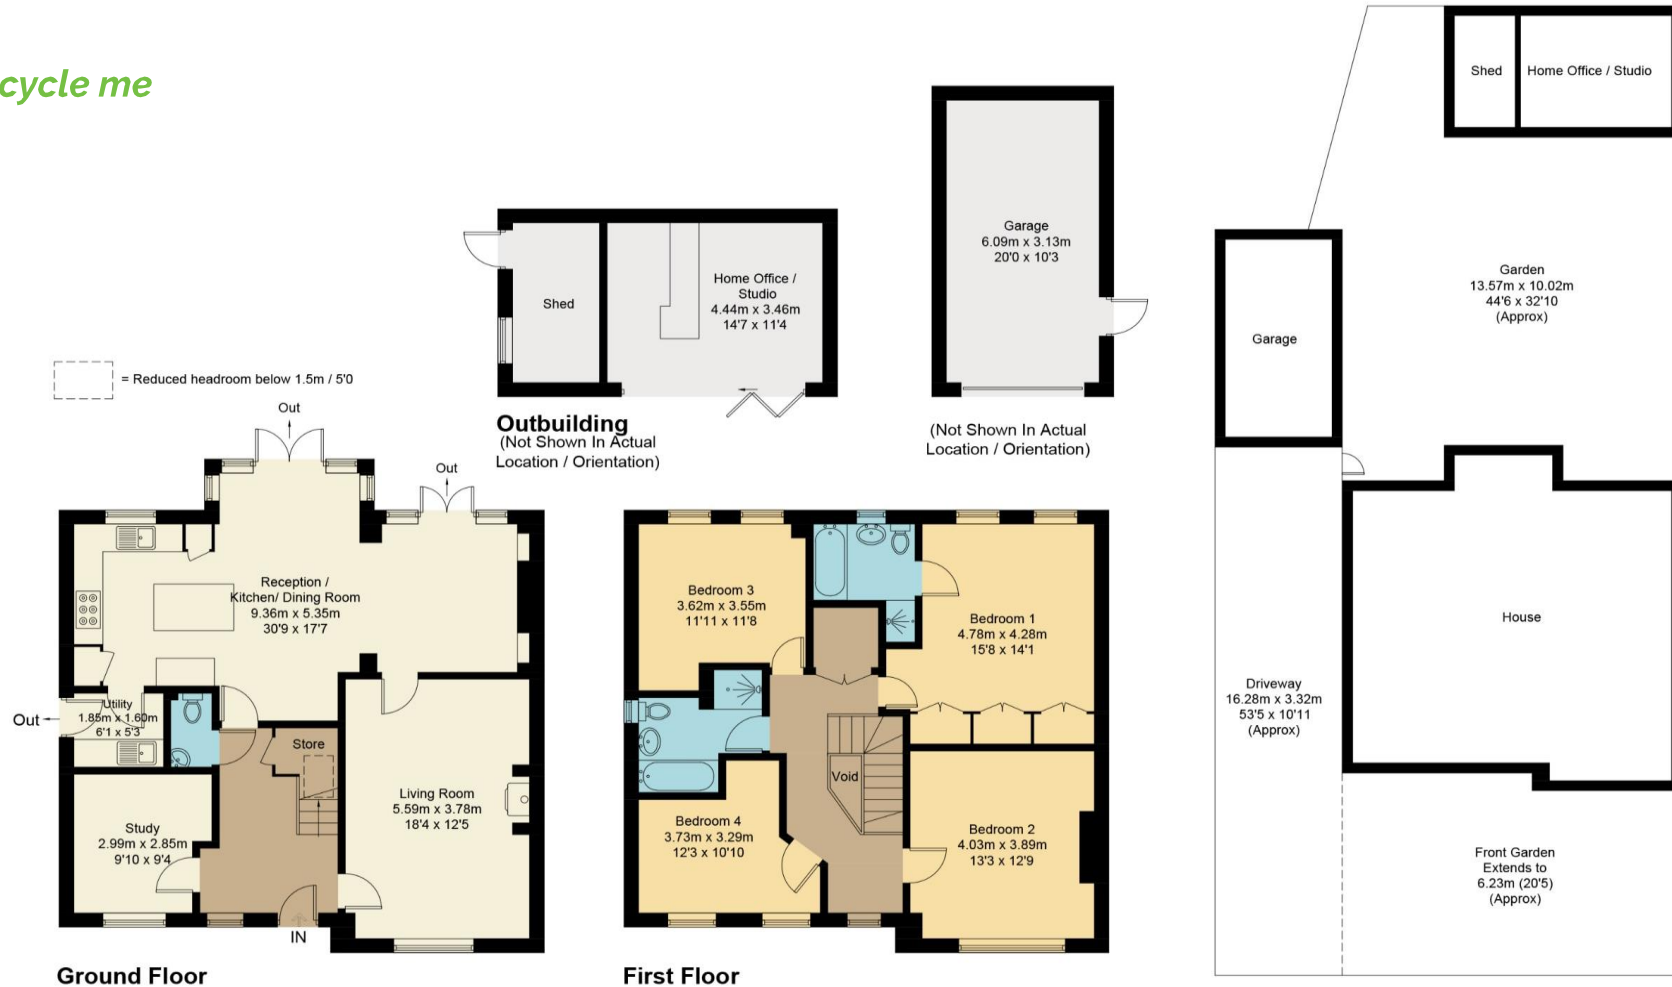 cycle me
= Reduced headroom below 1.5m / 5'0
Out
Out
Reception /
Kitchen/ Dining Room
9.36m x 5.35m
30'9 x 17'7
Out
Utility
1.85m x 1.60m
6'1 x 5'3
Store
Living Room
5.59m x 3.78m
18'4 x 12'5
Study
2.99m x 2.85m
9'10 x 9'4
IN
Ground Floor
Shed
Home Office /
Studio
4.44m x 3.46m
14'7 x 11'4
Outbuilding
(Not Shown In Actual
Location / Orientation)
Garage
6.09m x 3.13m
20'0 x 10'3
(Not Shown In Actual
Location / Orientation)
Bedroom 3
3.62m x 3.55m
11'11 x 11'8
Bedroom 1
4.78m x 4.28m
15'8 x 14'1
Void
Bedroom 4
3.73m x 3.29m
12'3 x 10'10
Bedroom 2
4.03m x 3.89m
13'3 x 12'9
First Floor
Shed
Home Office / Studio
Garden
13.57m x 10.02m
44'6 x 32'10
(Approx)
Garage
House
Driveway
16.28m x 3.32m
53'5 x 10'11
(Approx)
Front Garden
Extends to
6.23m (20'5)
(Approx)